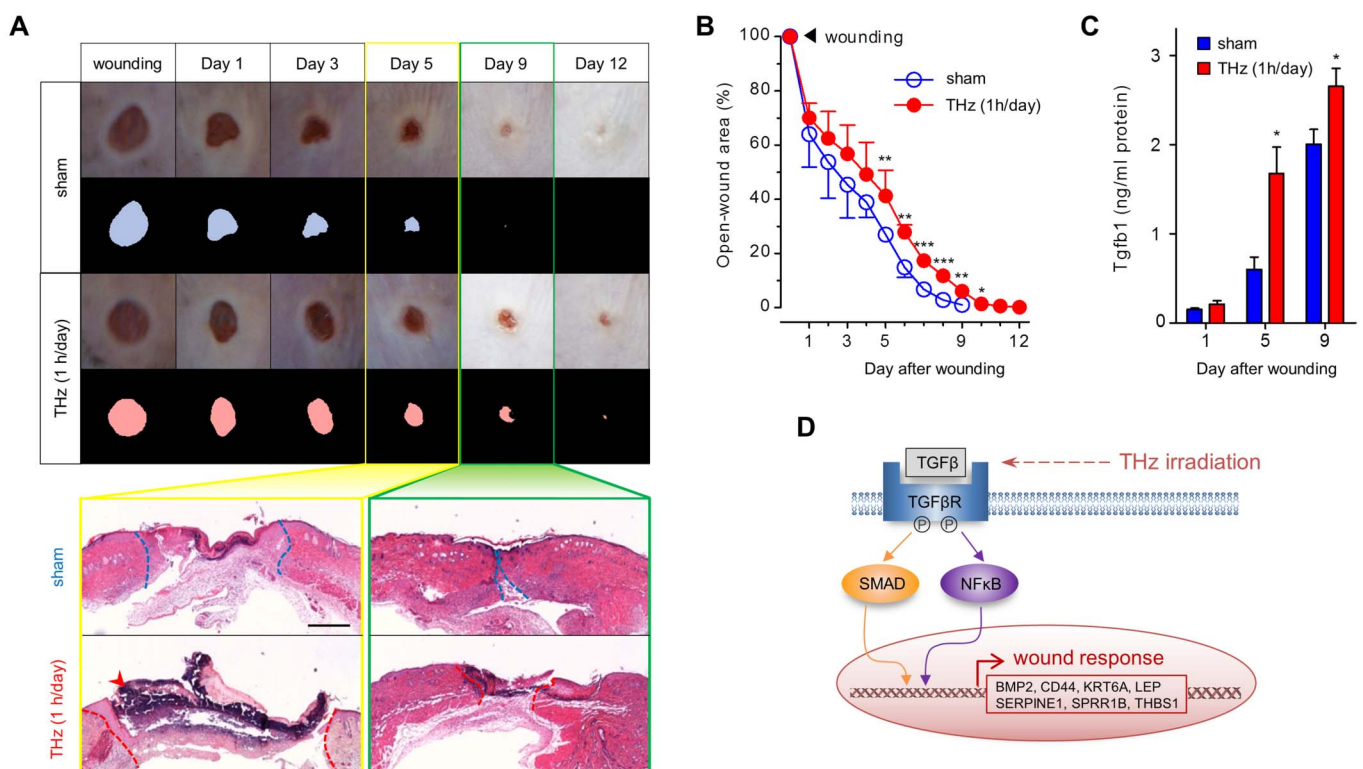 A
wounding Day 1 Day 3 Day 5 Day 9 Day 12
sham
THz (1 h/day)
sham
THz (1 h/day)
B
100
80
60
40
20
0
Open-wound area (%)
wounding
sham
THz (1h/day)
**
**
***
***
**
*
1 3 5 9 12
Day after wounding
C
3
2
1
0
Tgfb1 (ng/ml protein)
sham
THz (1h/day)
*
*
1 5 9
Day after wounding
D
TGFβ
THz irradiation
TGFβR
P P
SMAD NFκB
wound response
BMP2, CD44, KRT6A, LEP
SERPINE1, SPRR1B, THBS1